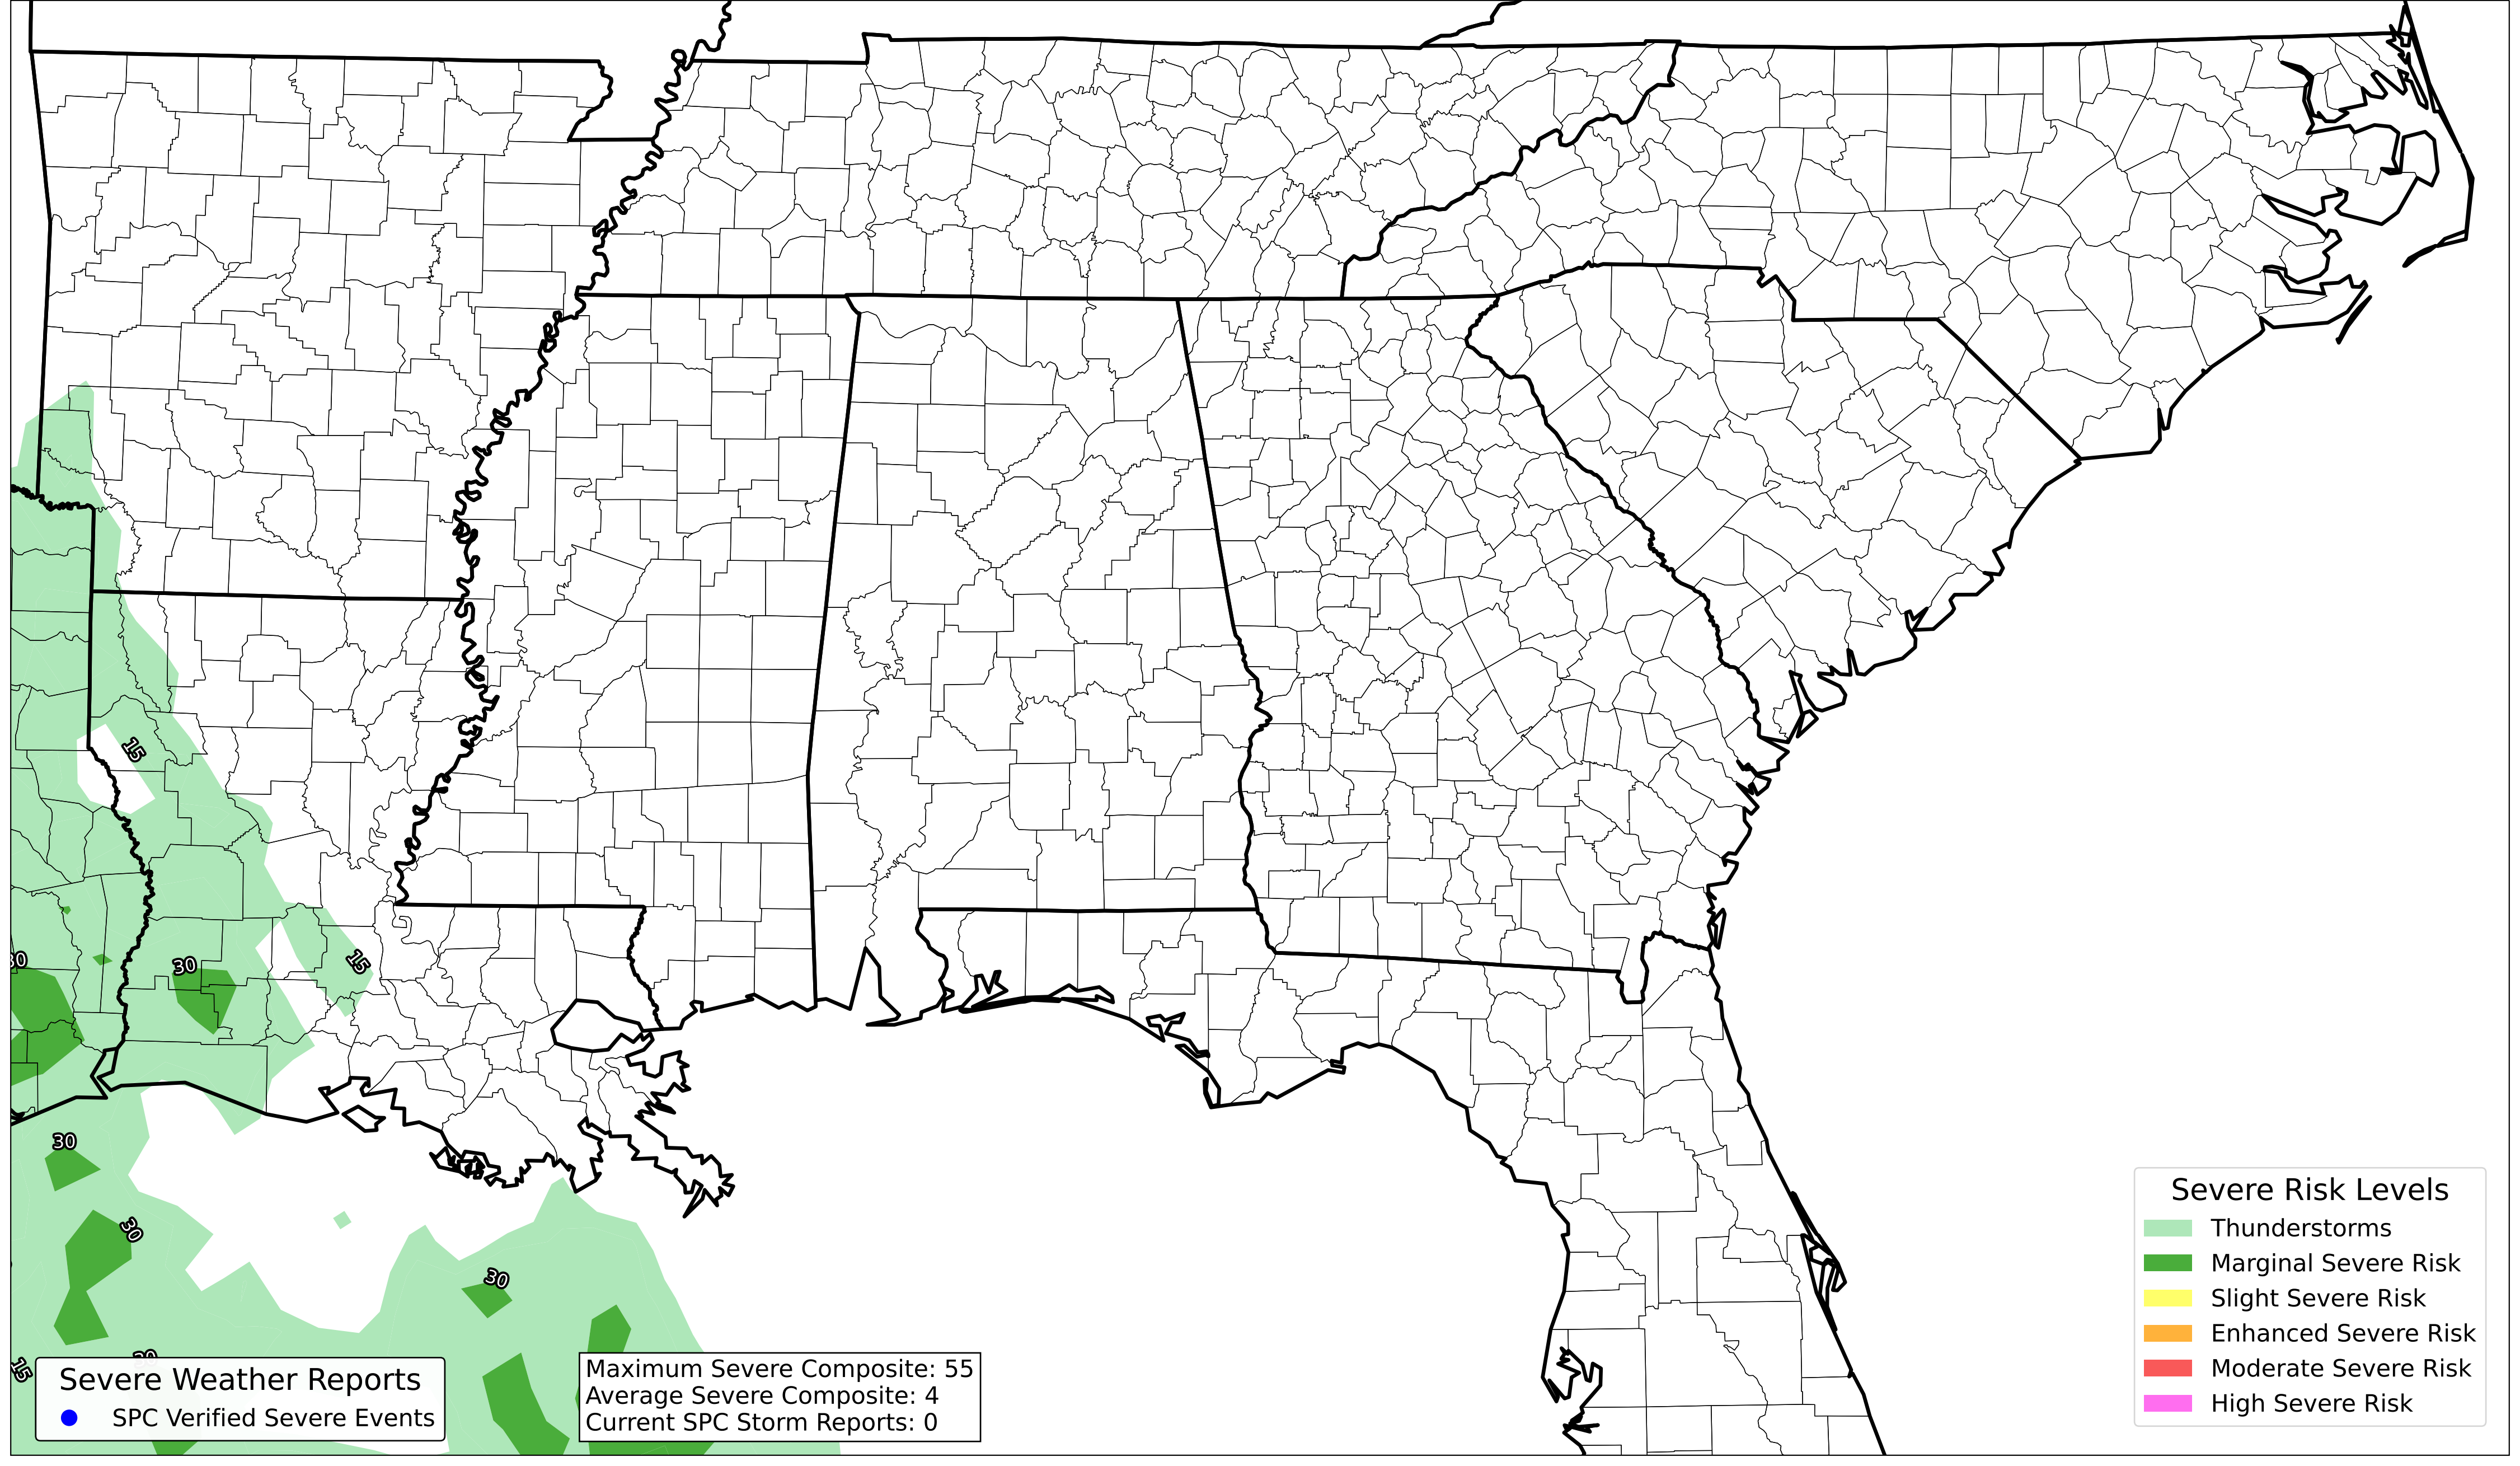 15
30
30
15
30
30
30
15
Severe Weather Reports
SPC Verified Severe Events
Maximum Severe Composite: 55
Average Severe Composite: 4
Current SPC Storm Reports: 0
Severe Risk Levels
Thunderstorms
Marginal Severe Risk
Slight Severe Risk
Enhanced Severe Risk
Moderate Severe Risk
High Severe Risk